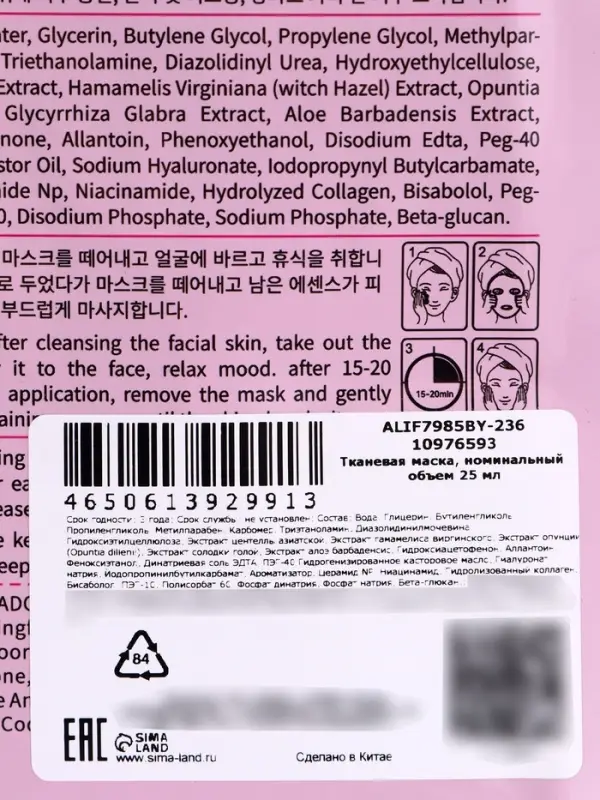 ter, Glycerin, Butylene Glycol, Propylene Glycol, Methylpar-
Triethanolamine, Diazolidinyl Urea, Hydroxyethylcellulose,
Extract, Hamamelis Virginiana (witch Hazel) Extract, Opuntia
Glycyrrhiza Glabra Extract, Aloe Barbadensis Extract,
none, Allantoin, Phenoxyethanol, Disodium Edta, Peg-40
stor Oil, Sodium Hyaluronate, Iodopropynyl Butylcarbamate,
ide Np, Niacinamide, Hydrolyzed Collagen, Bisabolol, Peg-
0, Disodium Phosphate, Sodium Phosphate, Beta-glucan.
마스크를 떼어내고 얼굴에 바르고 휴식을 취합니
로 두었다가 마스크를 떼어내고 남은 에센스가 피
부드럽게 마사지합니다.
1 2
fter cleansing the facial skin, take out the
it to the face, relax mood. after 15-20
application, remove the mask and gently
3 4
15-20min
ALIF7985BY-236
10976593
Тканевая маска, номинальный
объем 25 мл
4650613929913
Срок годности: 3 года; Срок службы не установлен; Состав: Вода, Глицерин, Бутиленгликоль,
Пропиленгликоль, Метилпарабен, Карбомер, Триэтаноламин, Диазолидинилмочевина,
Гидроксиэтилцеллюлоза, Экстракт центеллы азиатской, Экстракт гамамелиса виргинского, Экстракт опунции
(Opuntia dillenii), Экстракт солодки голой, Экстракт алоэ барбаденсис, Гидроксиацетофенон, Аллантоин,
Феноксиэтанол, Динатриевая соль ЭДТА, ПЭГ-40 Гидрогенизированное касторовое масло, Гиалуронат
натрия, Йодопропинилбутилкарбамат, Ароматизатор, Церамид NP, Ниацинамид, Гидролизованный коллаген,
Бисаболол, Фосфат динатрия, Фосфат натрия, Бета-глюкан
84
EAC
SIMA
LAND
www.sima-land.ru
Сделано в Китае